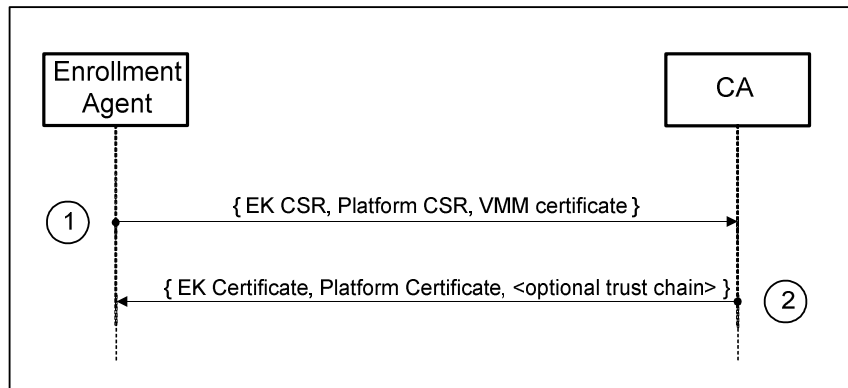 Enrollment
Agent
CA
{ EK CSR, Platform CSR, VMM certificate }
1
{ EK Certificate, Platform Certificate, <optional trust chain> }
2